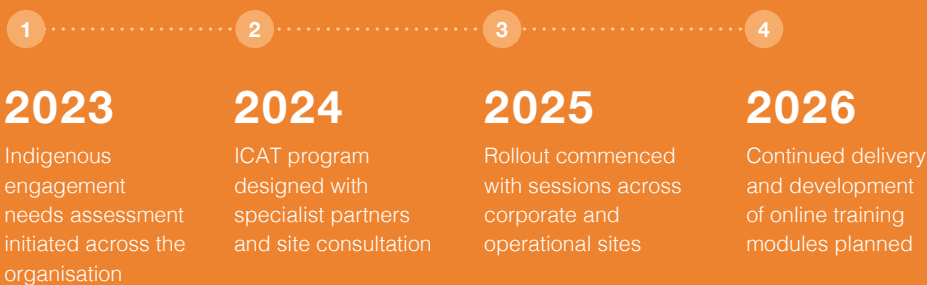 1
2
3
4
2023
Indigenous
engagement
needs assessment
initiated across the
organisation
2024
ICAT program
designed with
specialist partners
and site consultation
2025
Rollout commenced
with sessions across
corporate and
operational sites
2026
Continued delivery
and development
of online training
modules planned